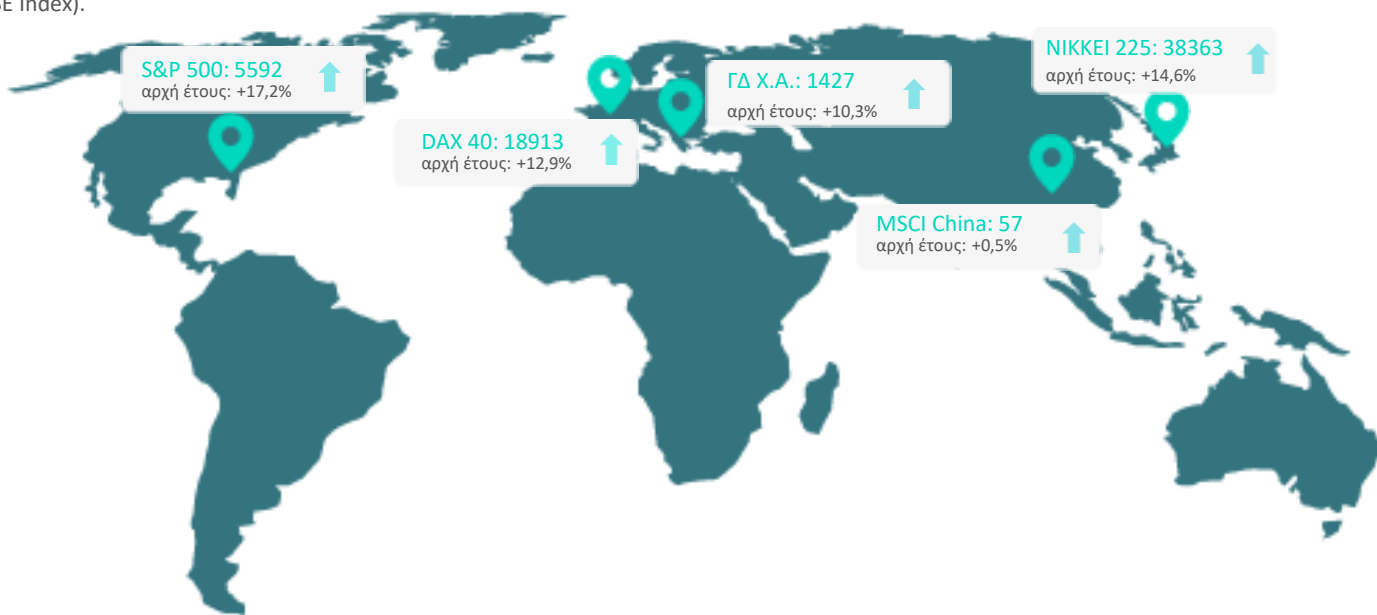 SE Index).
S&P 500: 5592
αρχή έτους: +17,2%
DAX 40: 18913
αρχή έτους: +12,9%
ΓΔ Χ.Α.: 1427
αρχή έτους: +10,3%
NIKKEI 225: 38363
αρχή έτους: +14,6%
MSCI China: 57
αρχή έτους: +0,5%